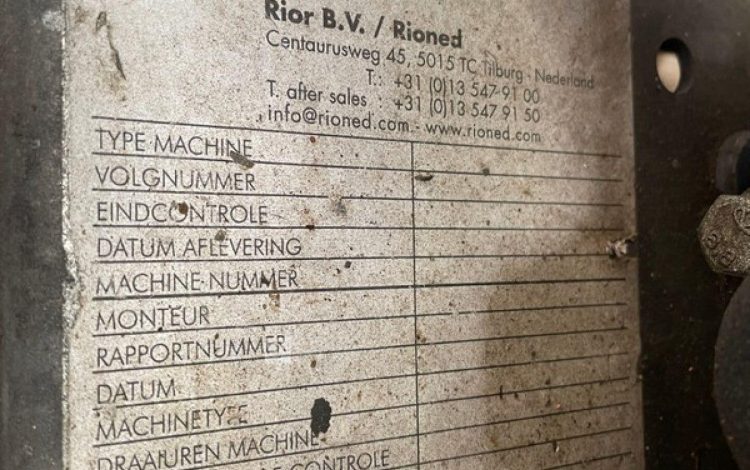 Rior B.V. / Rioned
Centaurusweg 45, 5015 TC Tilburg - Nederland
T.: +31 (0)13 547 91 00
T. after sales : +31 (0)13 547 91 50
info@rioned.com - www.rioned.com
TYPE MACHINE
VOLGNUMMER
EINDCONTROLE
DATUM AFLEVERING
MACHINE NUMMER
MONTEUR
RAPPORTNUMMER
DATUM
MACHINETYPE
DRAAIUREN MACHINE
CONTROLE